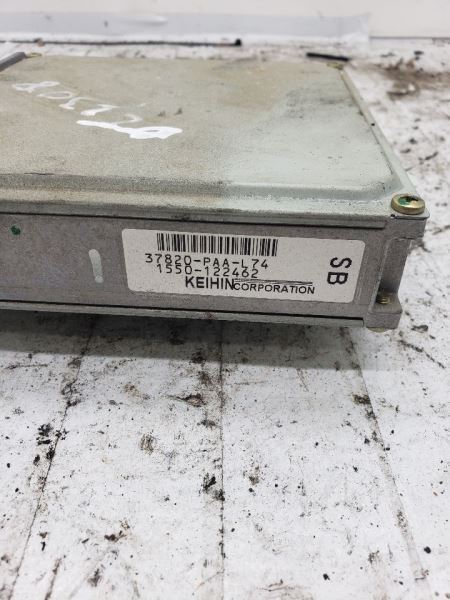 37820-PAA-L74
1550-122462
KEIHIN CORPORATION
SB